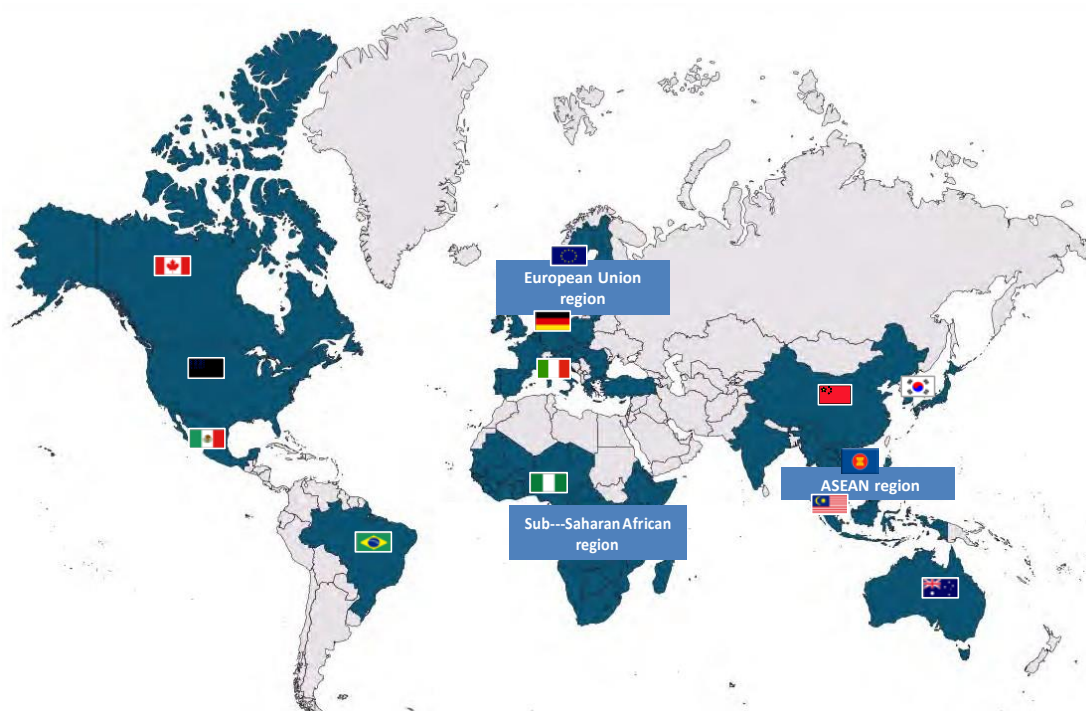 European Union
region
ASEAN region
Sub---Saharan African
region